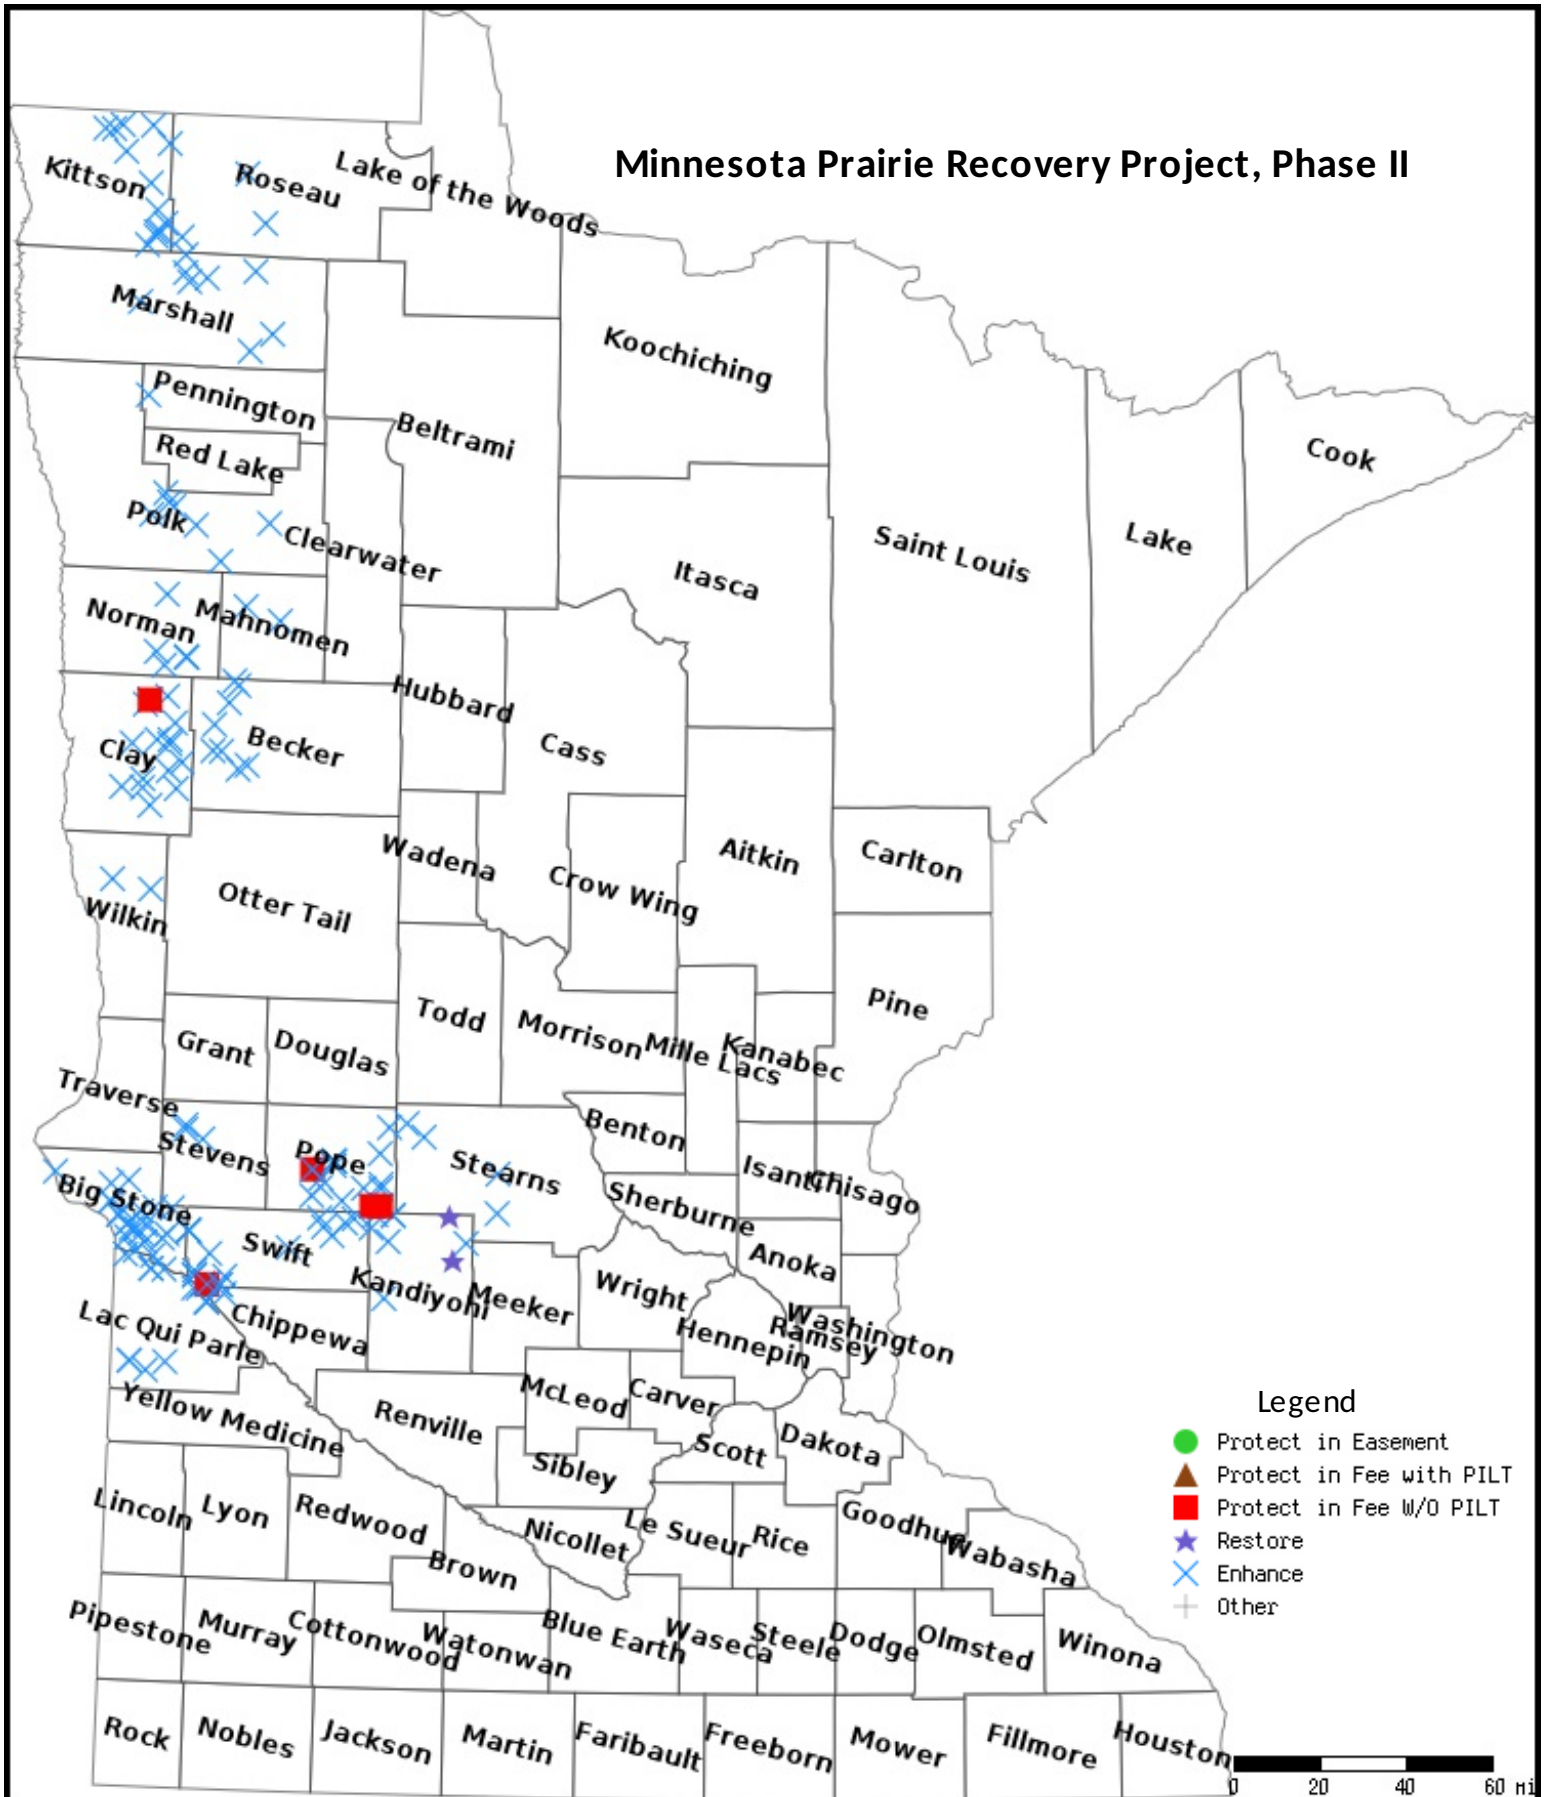 Minnesota Prairie Recovery Project, Phase II
Kittson
Roseau
Lake of the Woods
Marshall
Koochiching
Pennington
Beltrami
Red Lake
Cook
Polk
Clearwater
Saint Louis
Lake
Itasca
Norman
Mahnomen
Hubbard
Cass
Clay
Becker
Wadena
Aitkin
Carlton
Crow Wing
Otter Tail
Wilkin
Todd
Morrison
Mille Lacs
Kanabec
Pine
Grant
Douglas
Traverse
Stevens
Pope
Stearns
Benton
Isanti
Chisago
Big Stone
Sherburne
Swift
Anoka
Kandiyohi
Meeker
Wright
Hennepin
Ramsey
Washington
Lac Qui Parle
Chippewa
Yellow Medicine
Renville
McLeod
Carver
Scott
Dakota
Sibley
Lincoln
Lyon
Redwood
Nicollet
Le Sueur
Rice
Goodhue
Wabasha
Brown
Pipestone
Murray
Cottonwood
Watonwan
Blue Earth
Waseca
Steele
Dodge
Olmsted
Winona
Rock
Nobles
Jackson
Martin
Faribault
Freeborn
Mower
Fillmore
Houston
Legend
Protect in Easement
Protect in Fee with PILT
Protect in Fee W/O PILT
Restore
Enhance
Other
0 20 40 60 mi